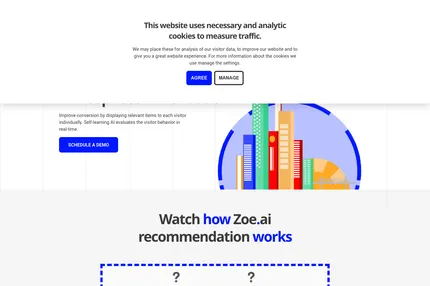 This website uses necessary and analytic
cookies to measure traffic.
We may place these for analysis of our visitor data, to improve our website and to
give you a great website experience. For more information about the cookies we
use manage the settings.
AGREE
MANAGE
Improve conversion by displaying relevant items to each visitor
individually. Self-learning AI evaluates the visitor behavior in
real-time
SCHEDULE A DEMO
Watch how Zoe.ai
recommendation works
? ?